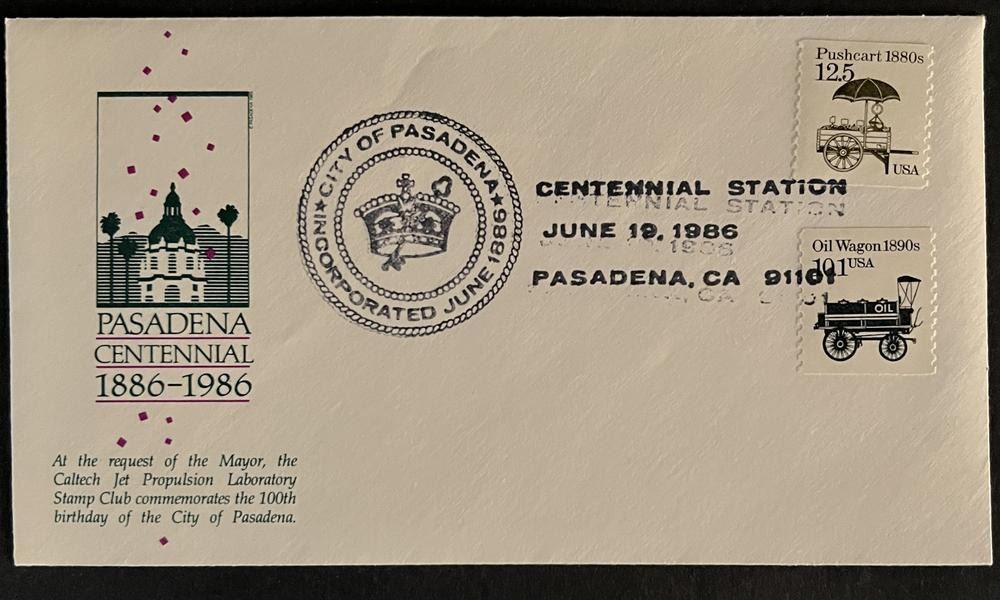 Pushcart 1880s
12.5
USA
CITY OF PASADENA
INCORPORATED JUNE 1886
CENTENNIAL STATION
JUNE 19, 1986
PASADENA, CA 91101
Oil Wagon 1890s
10.1 USA
OIL
PASADENA
CENTENNIAL
1886-1986
At the request of the Mayor, the
Caltech Jet Propulsion Laboratory
Stamp Club commemorates the 100th
birthday of the City of Pasadena.